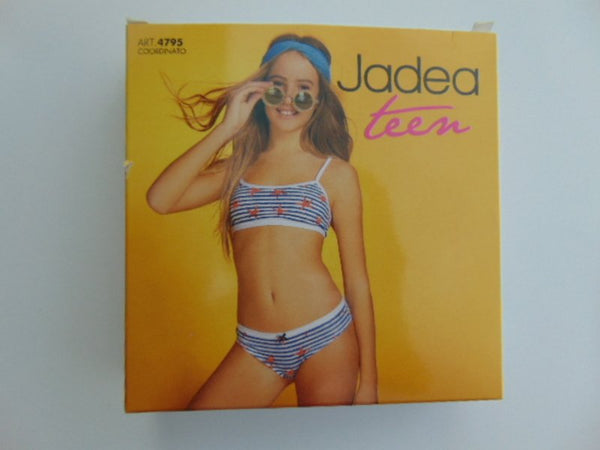 ART. 4795
COORDINATO
Jadea
teen